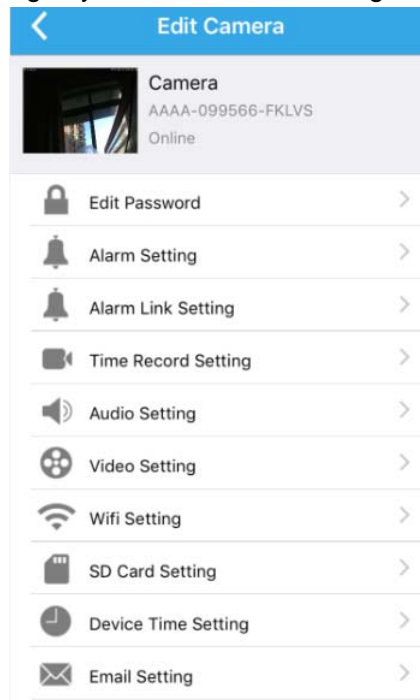 Edit Camera
Camera
AAAA-099566-FKLVS
Online
Edit Password
Alarm Setting
Alarm Link Setting
Time Record Setting
Audio Setting
Video Setting
Wifi Setting
SD Card Setting
Device Time Setting
Email Setting